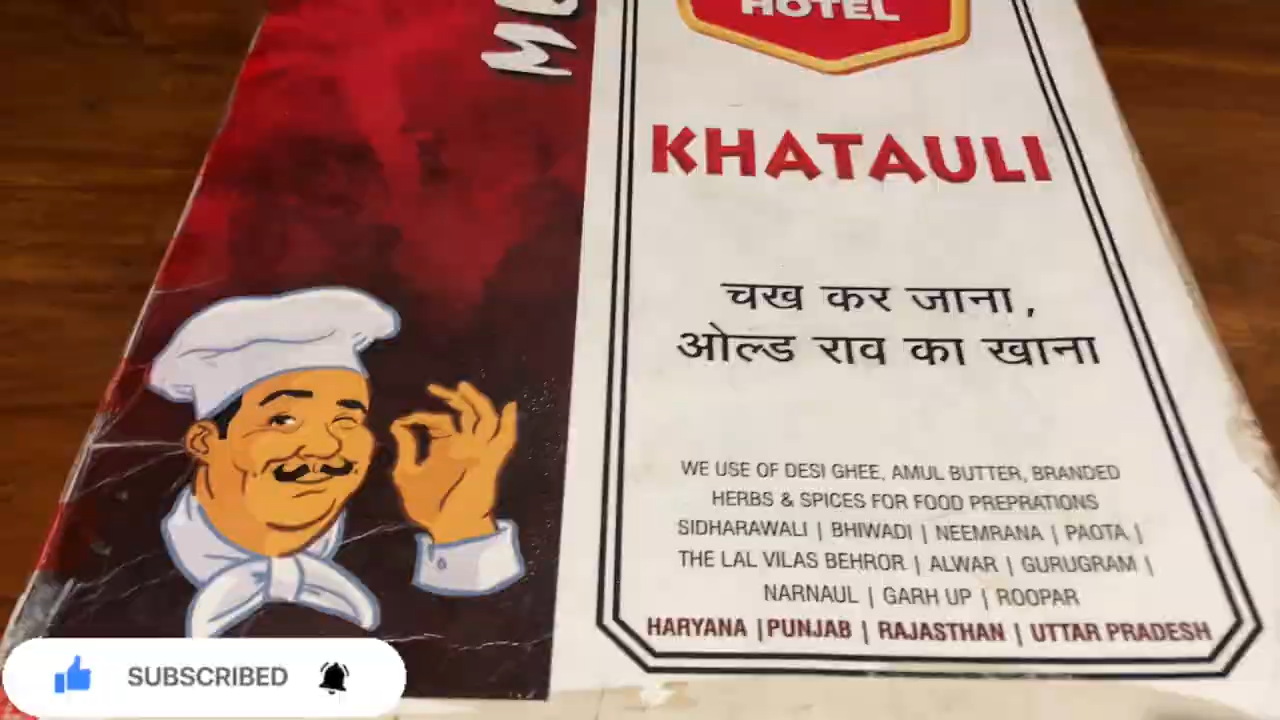 HOTEL
KHATAULI
चख कर जाना,
ओल्ड राव का खाना
WE USE OF DESI GHEE, AMUL BUTTER, BRANDED
HERBS & SPICES FOR FOOD PREPRATIONS
SIDHARAWALI | BHIWADI | NEEMRANA | PAOTA |
THE LAL VILAS BEHROR | ALWAR | GURUGRAM |
NARNAUL | GARH UP | ROOPAR
HARYANA | PUNJAB | RAJASTHAN | UTTAR PRADESH
SUBSCRIBED